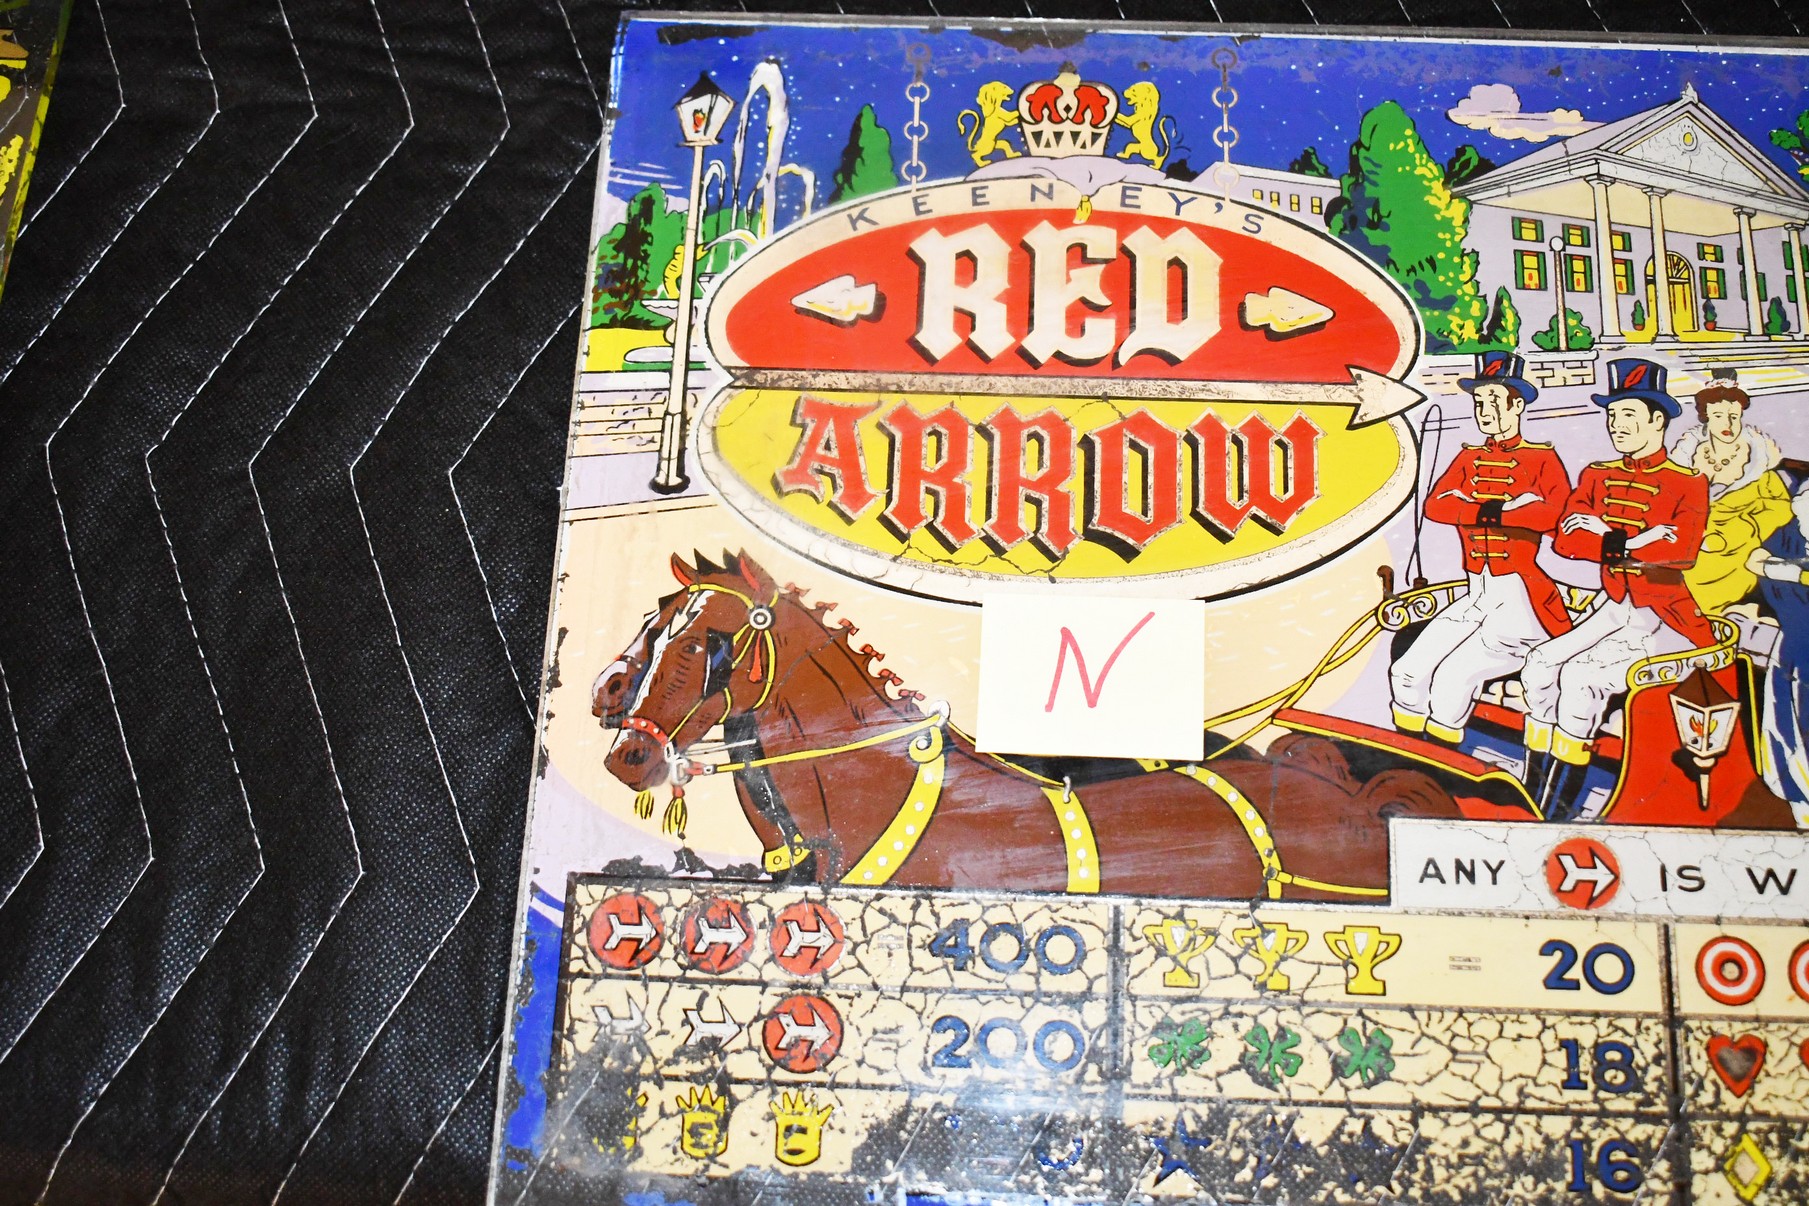 KEENEY'S
RED
ARROW
N
ANY IS W
= 400 = 20
= 200 = 18
16